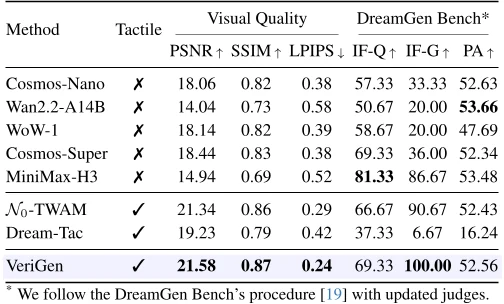 Method Tactile Visual Quality DreamGen Bench*
PSNR↑ SSIM↑ LPIPS↓ IF-Q↑ IF-G↑ PA↑
Cosmos-Nano ✗ 18.06 0.82 0.38 57.33 33.33 52.63
Wan2.2-A14B ✗ 14.04 0.73 0.58 50.67 20.00 53.66
WoW-1 ✗ 18.14 0.82 0.39 58.67 20.00 47.69
Cosmos-Super ✗ 18.44 0.83 0.38 69.33 36.00 52.34
MiniMax-H3 ✗ 14.94 0.69 0.52 81.33 86.67 53.48
𝒩₀-TWAM ✓ 21.34 0.86 0.29 66.67 90.67 52.43
Dream-Tac ✓ 19.23 0.79 0.42 37.33 6.67 16.24
VeriGen ✓ 21.58 0.87 0.24 69.33 100.00 52.56
* We follow the DreamGen Bench's procedure [19] with updated judges.